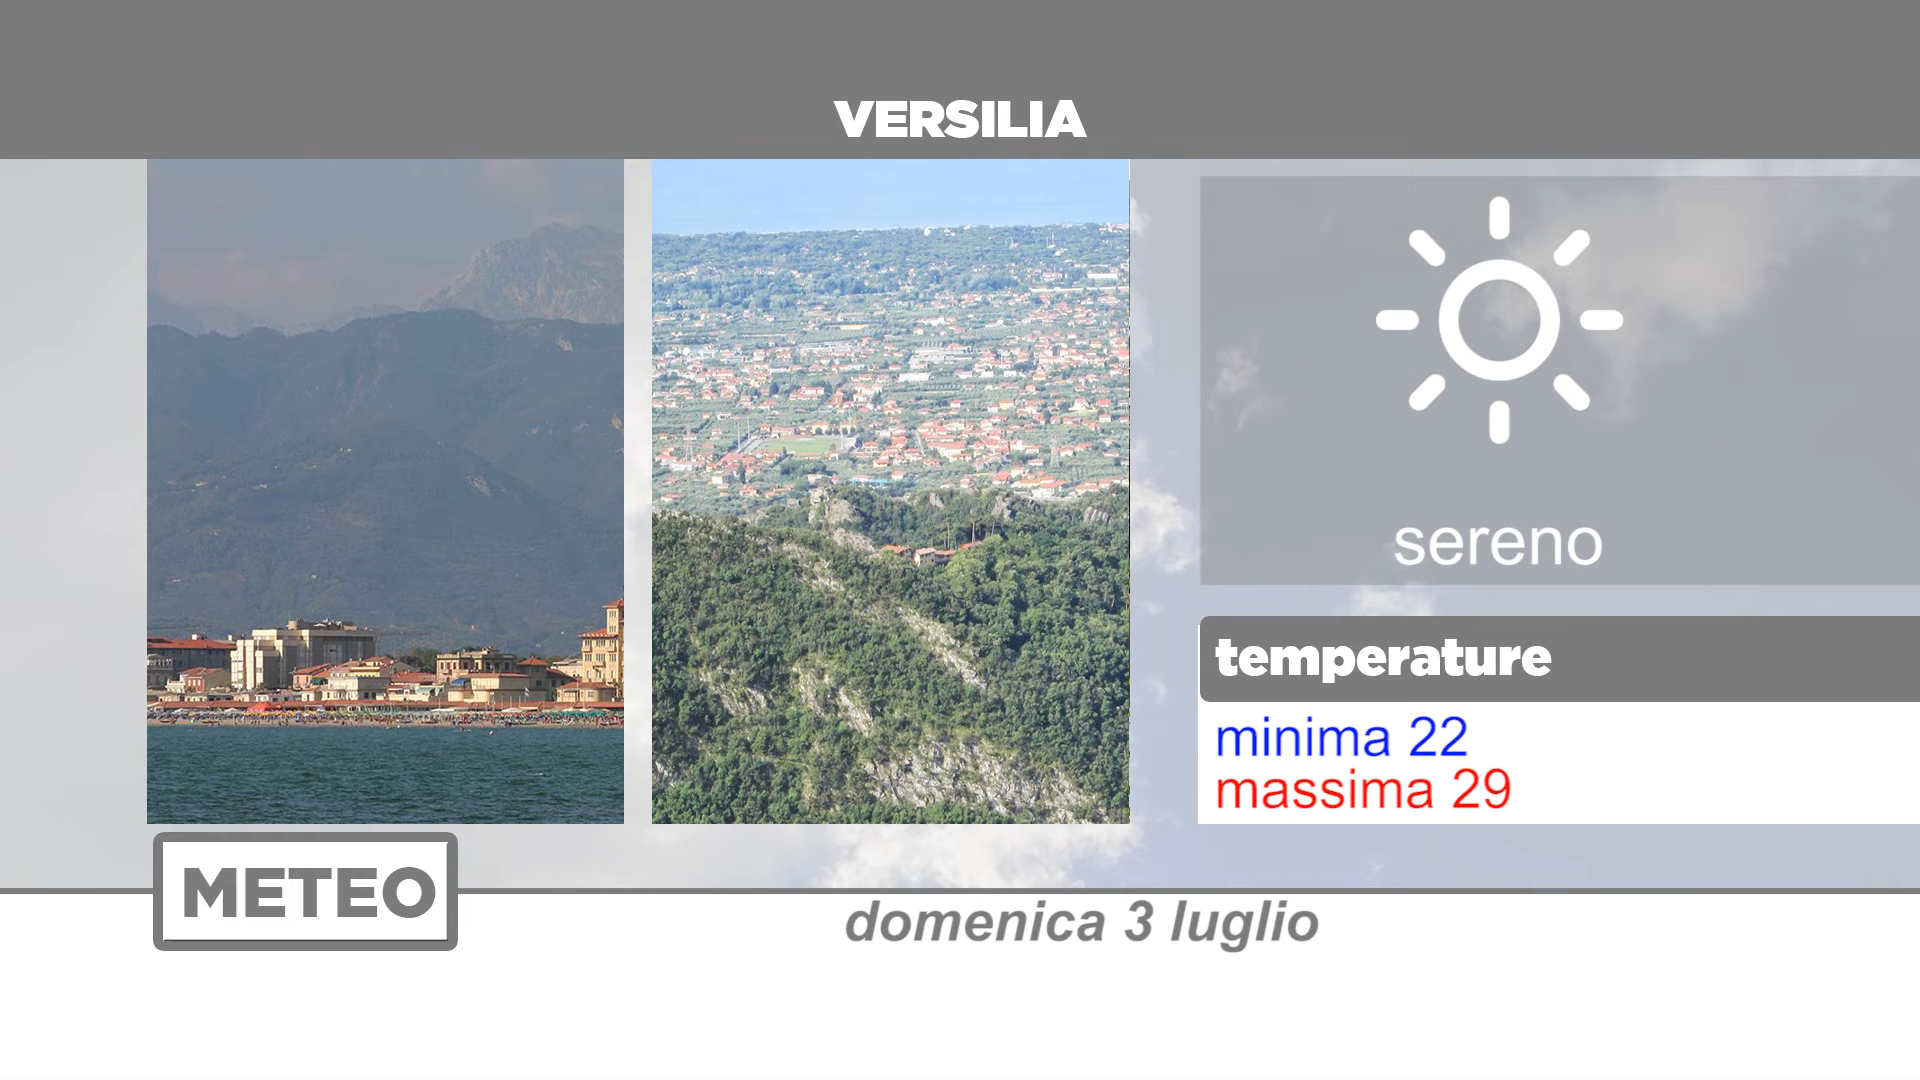 VERSILIA
sereno
temperature
minima 22
massima 29
METEO
domenica 3 luglio